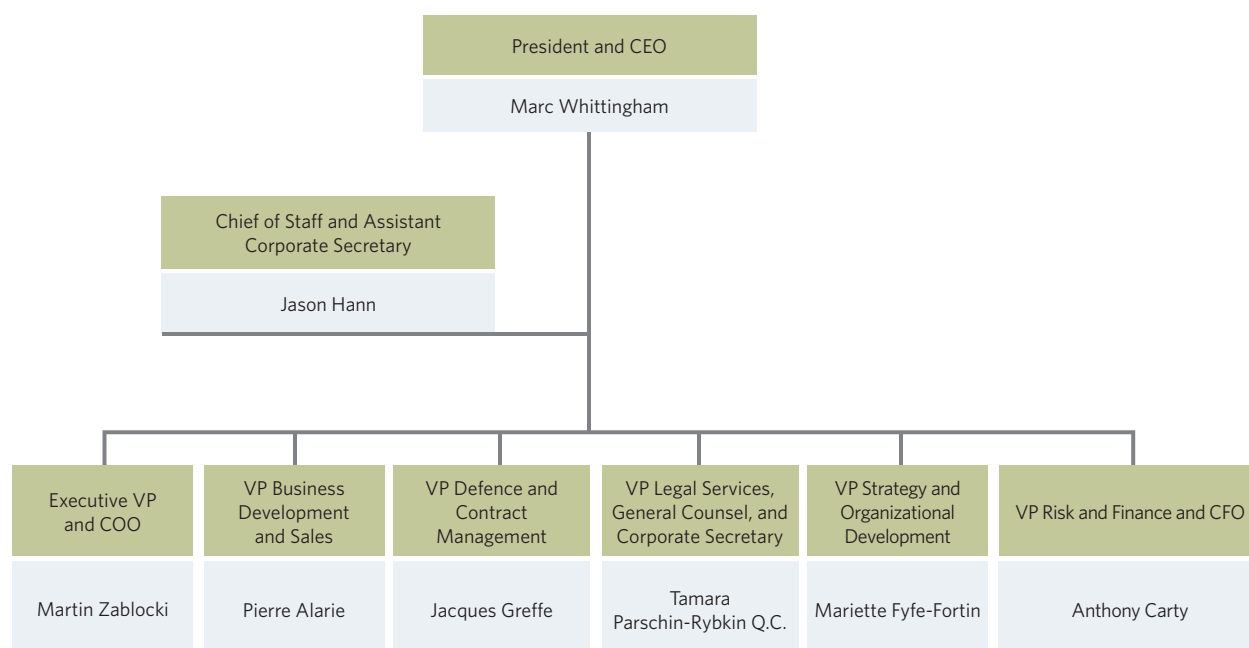 President and CEO
Marc Whittingham
Chief of Staff and Assistant
Corporate Secretary
Jason Hann
Executive VP
and COO
Martin Zablocki
VP Business
Development
and Sales
Pierre Alarie
VP Defence and
Contract
Management
Jacques Greffe
VP Legal Services,
General Counsel, and
Corporate Secretary
Tamara
Parschin-Rybkin Q.C.
VP Strategy and
Organizational
Development
Mariette Fyfe-Fortin
VP Risk and Finance and CFO
Anthony Carty